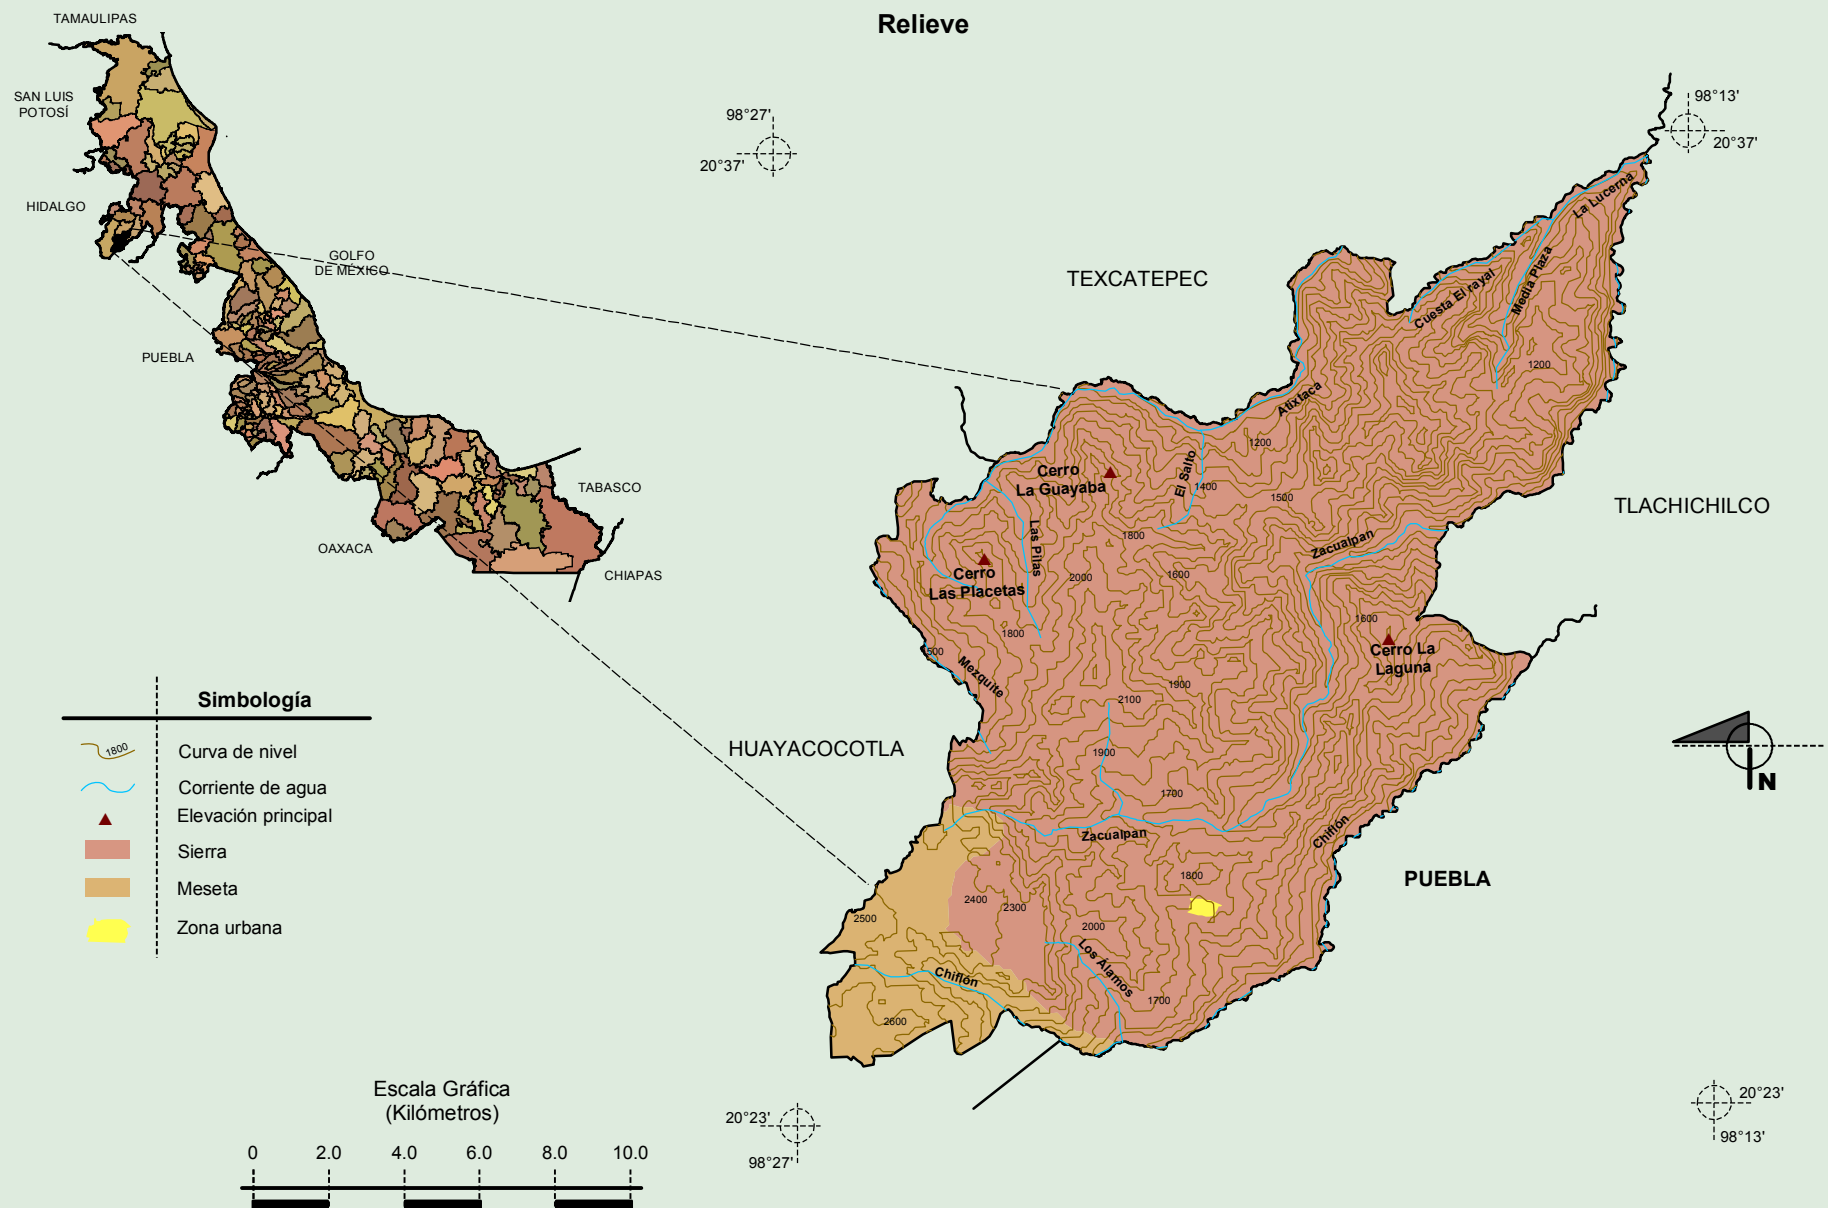 Relieve
TAMAULIPAS
SAN LUIS
POTOSÍ
HIDALGO
GOLFO
DE MÉXICO
PUEBLA
TABASCO
OAXACA
CHIAPAS
98°27'
20°37'
98°13'
20°37'
TEXCATEPEC
La Lucerna
Media Plaza
Cuesta El rayal
1200
Atixtaca
1200
Cerro
La Guayaba
El Salto
1400
1500
TLACHICHILCO
Las Pilas
1800
Zacualpan
Cerro
Las Placetas
2000
1600
1600
1800
Cerro La
Laguna
1500
Mezquite
1900
2100
HUAYACOCOTLA
1900
1700
N
Zacualpan
Chiflón
1800
PUEBLA
2400
2300
2500
2000
Los Álamos
Chiflón
1700
2600
Simbología
1800
Curva de nivel
Corriente de agua
Elevación principal
Sierra
Meseta
Zona urbana
Escala Gráfica
(Kilómetros)
0 2.0 4.0 6.0 8.0 10.0
20°23'
98°27'
20°23'
98°13'